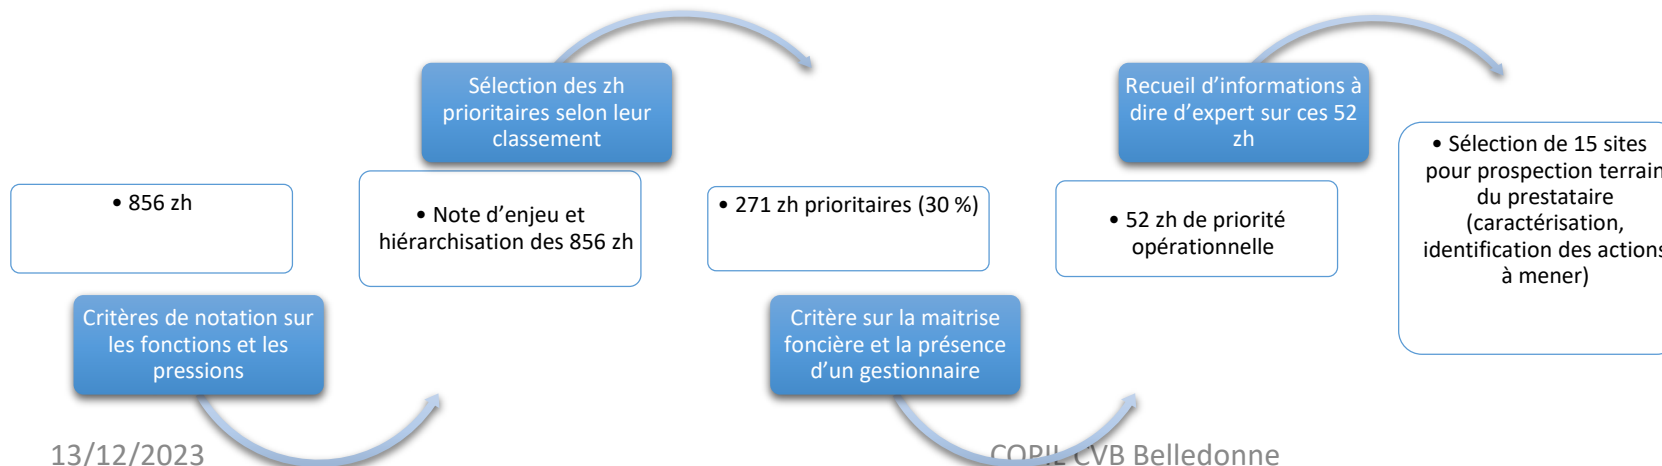 • 856 zh
Critères de notation sur
les fonctions et les
pressions
Sélection des zh
prioritaires selon leur
classement
• Note d’enjeu et
hiérarchisation des 856 zh
• 271 zh prioritaires (30 %)
Critère sur la maitrise
foncière et la présence
d’un gestionnaire
Recueil d’informations à
dire d’expert sur ces 52
zh
• 52 zh de priorité
opérationnelle
• Sélection de 15 sites
pour prospection terrain
du prestataire
(caractérisation,
identification des actions
à mener)
13/12/2023
COPIL CVB Belledonne